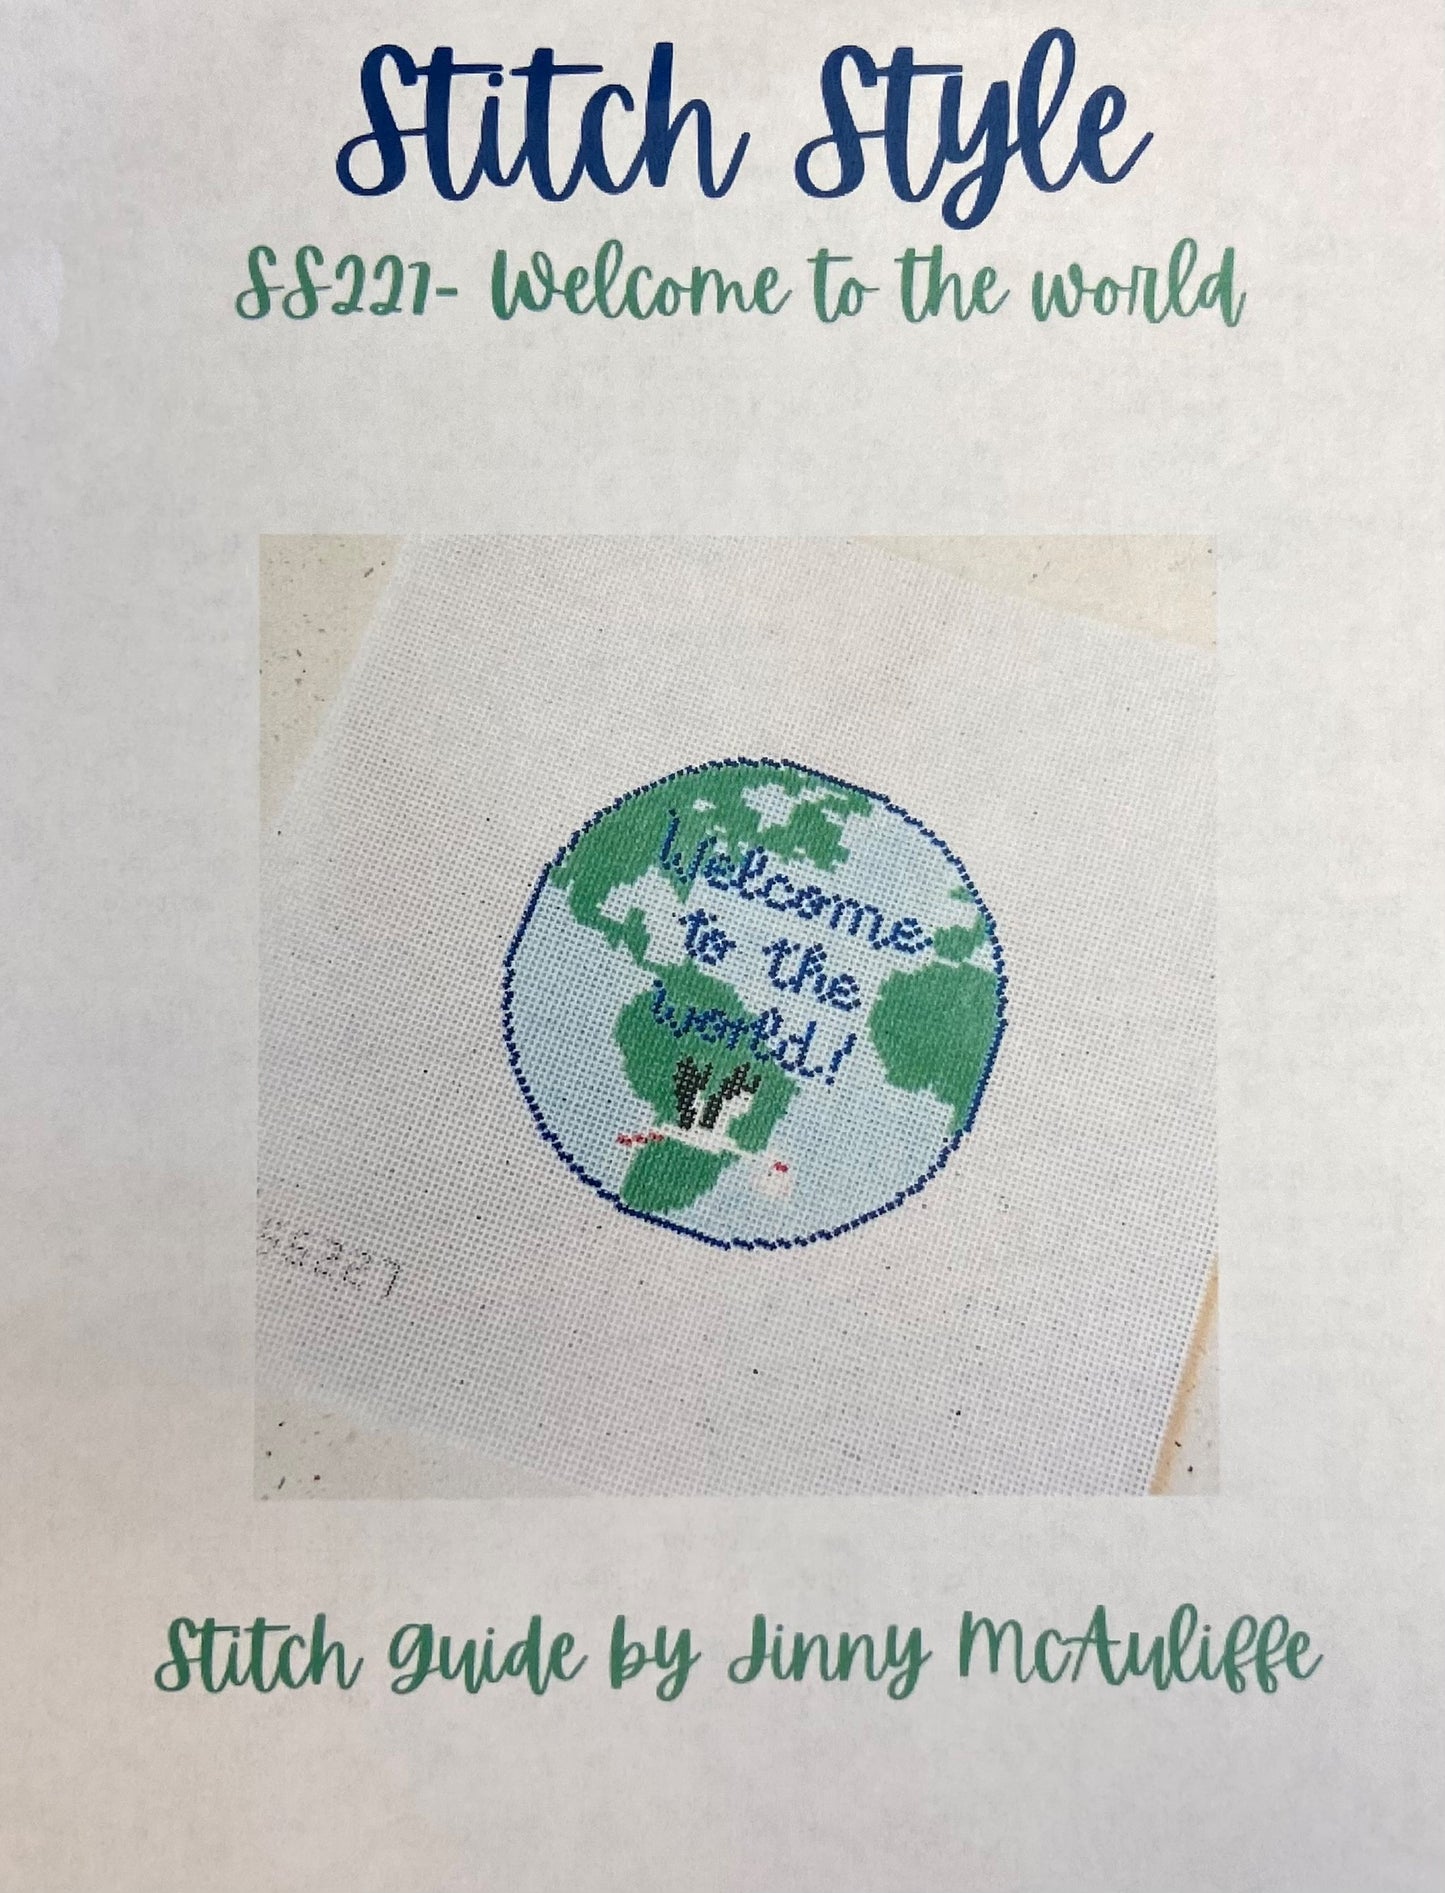 Stitch Style
SS227- Welcome to the world
Welcome
to the
world!
SS227
Stitch guide by Jinny McAuliffe